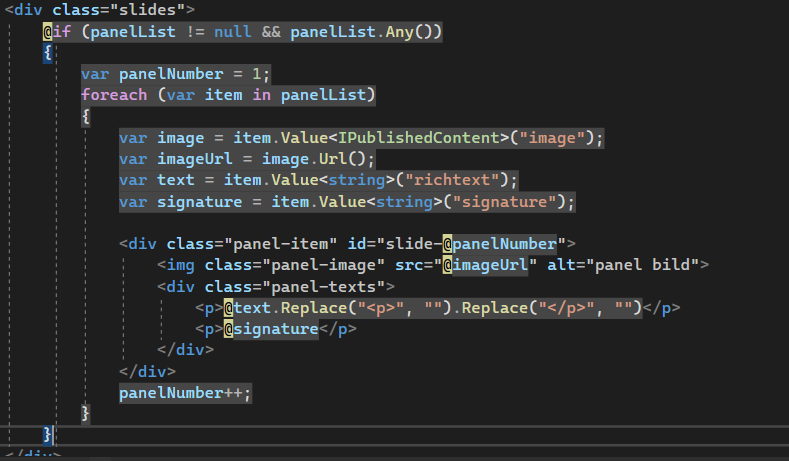 <div class="slides">
@if (panelList != null && panelList.Any())
{
var panelNumber = 1;
foreach (var item in panelList)
{
var image = item.Value<IPublishedContent>("image");
var imageUrl = image.Url();
var text = item.Value<string>("richtext");
var signature = item.Value<string>("signature");
<div class="panel-item" id="slide-@panelNumber">
<img class="panel-image" src="@imageUrl" alt="panel bild">
<div class="panel-texts">
<p>@text.Replace("<p>", "").Replace("</p>", "")</p>
<p>@signature</p>
</div>
</div>
panelNumber++;
}
}
</div>